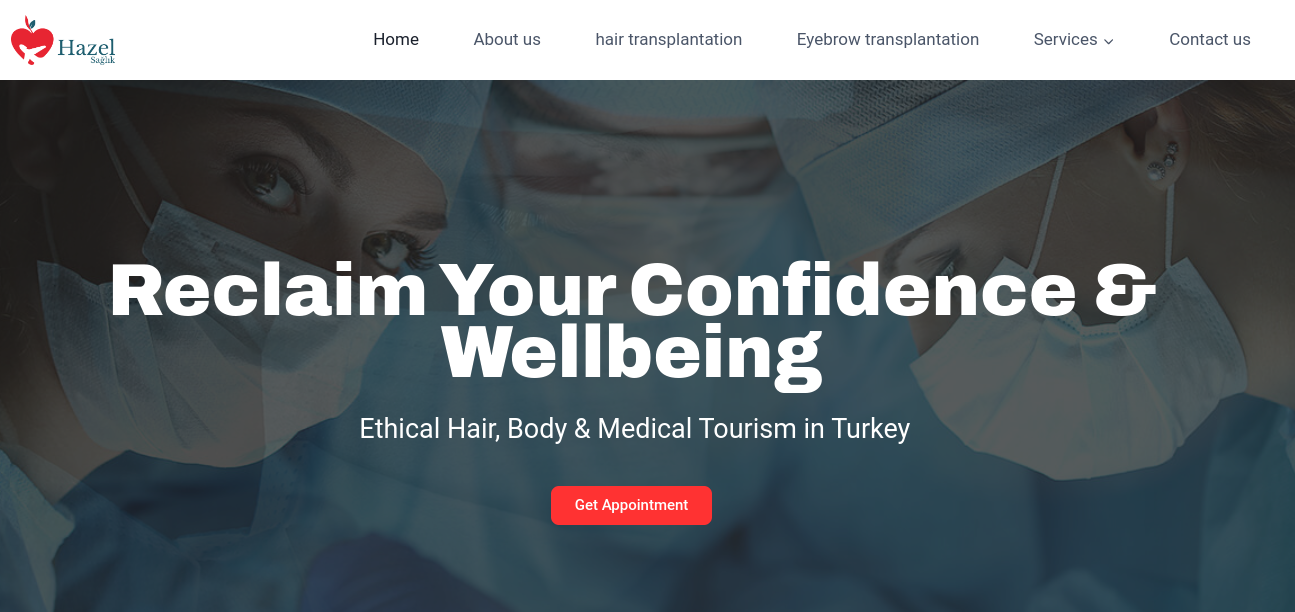 Hazel
Sağlık
Home
About us
hair transplantation
Eyebrow transplantation
Services
Contact us
Reclaim Your Confidence &
Wellbeing
Ethical Hair, Body & Medical Tourism in Turkey
Get Appointment